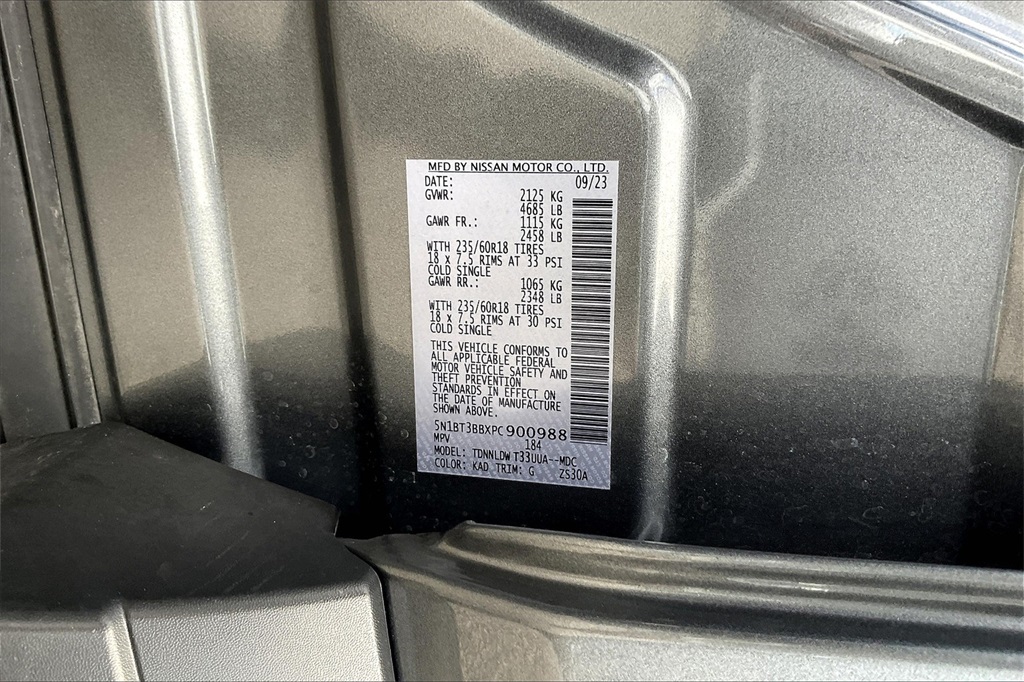 MFD BY NISSAN MOTOR CO., LTD.
DATE: 09/23
GVWR: 2125 KG
4685 LB
GAWR FR.: 1115 KG
2458 LB
WITH 235/60R18 TIRES
18 x 7.5 RIMS AT 33 PSI
COLD SINGLE
GAWR RR.: 1065 KG
2348 LB
WITH 235/60R18 TIRES
18 x 7.5 RIMS AT 30 PSI
COLD SINGLE
THIS VEHICLE CONFORMS TO
ALL APPLICABLE FEDERAL
MOTOR VEHICLE SAFETY AND
THEFT PREVENTION
STANDARDS IN EFFECT ON
THE DATE OF MANUFACTURE
SHOWN ABOVE.
5N1BT3BBXPC900988
MPV 184
MODEL: TDNNLDW T33UUA--MDC
COLOR: KAD TRIM: G ZS30A